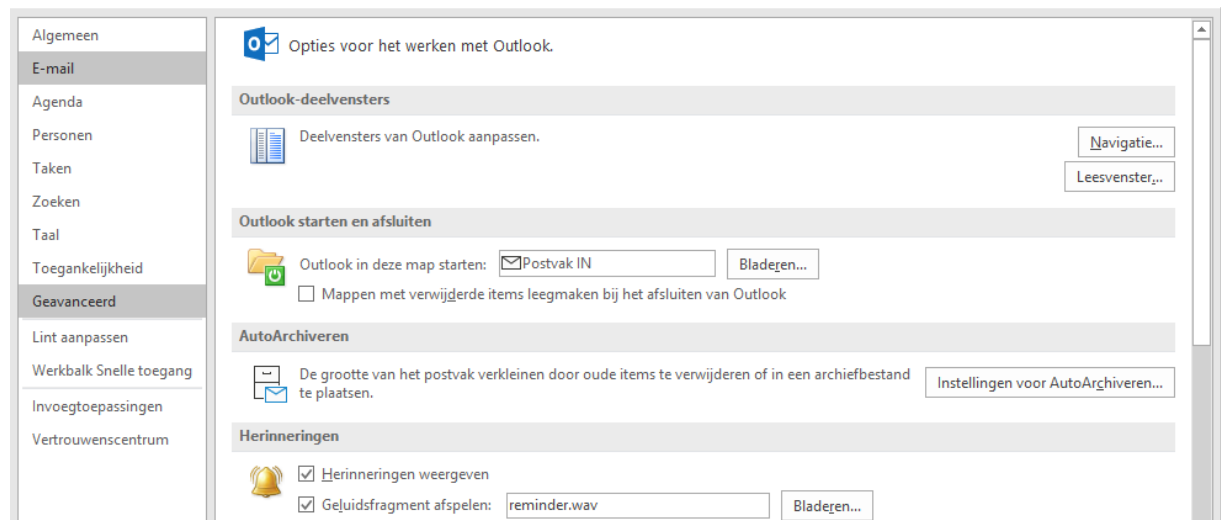 Algemeen
E-mail
Agenda
Personen
Taken
Zoeken
Taal
Toegankelijkheid
Geavanceerd
Lint aanpassen
Werkbalk Snelle toegang
Invoegtoepassingen
Vertrouwenscentrum
Opties voor het werken met Outlook.
Outlook-deelvensters
Deelvensters van Outlook aanpassen.
Navigatie...
Leesvenster...
Outlook starten en afsluiten
Outlook in deze map starten: Postvak IN Bladeren...
Mappen met verwijderde items leegmaken bij het afsluiten van Outlook
AutoArchiveren
De grootte van het postvak verkleinen door oude items te verwijderen of in een archiefbestand
te plaatsen.
Instellingen voor AutoArchiveren...
Herinneringen
Herinneringen weergeven
Geluidsfragment afspelen: reminder.wav Bladeren...